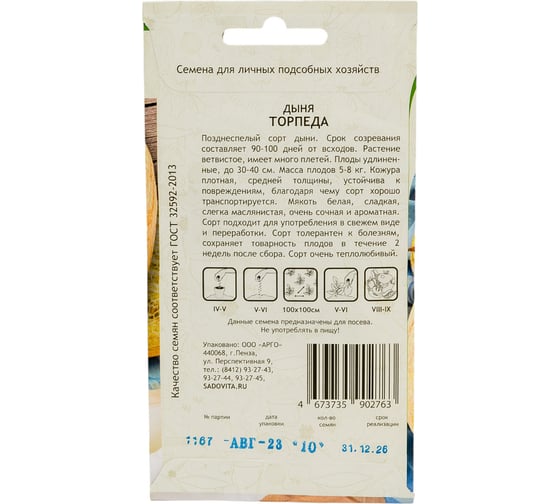 Семена для личных подсобных хозяйств
ДЫНЯ
ТОРПЕДА
Позднеспелый сорт дыни. Срок созревания
составляет 90-100 дней от всходов. Растение
ветвистое, имеет много плетей. Плоды удлинен-
ные, до 30-40 см. Масса плодов 5-8 кг. Кожура
плотная, средней толщины, устойчива к
повреждениям, благодаря чему сорт хорошо
транспортируется. Мякоть белая, сладкая,
слегка маслянистая, очень сочная и ароматная.
Сорт подходит для употребления в свежем виде
и переработки. Сорт толерантен к болезням,
сохраняет товарность плодов в течение 2
недель после сбора. Сорт очень теплолюбивый.
IV-V V-VI 100х100см V-VI VIII-IX
Данные семена предназначены для посева.
Не употреблять в пищу!
Упаковано: ООО «АРГО»
440068, г.Пенза,
ул. Перспективная 9,
тел.: (8412) 93-27-43,
93-27-44, 93-27-45,
SADOVITA.RU
4 673735 902763
№ партии дата упаковки кол-во семян срок реализации
1167 -АВГ-23 "10" 31.12.26
Качество семян соответствует ГОСТ 32592-2013